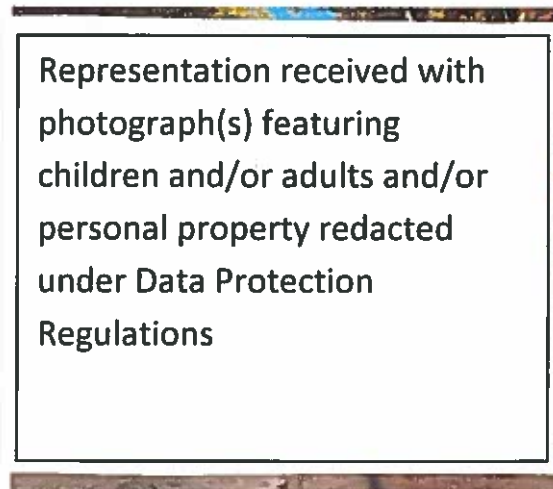 Representation received with
photograph(s) featuring
children and/or adults and/or
personal property redacted
under Data Protection
Regulations